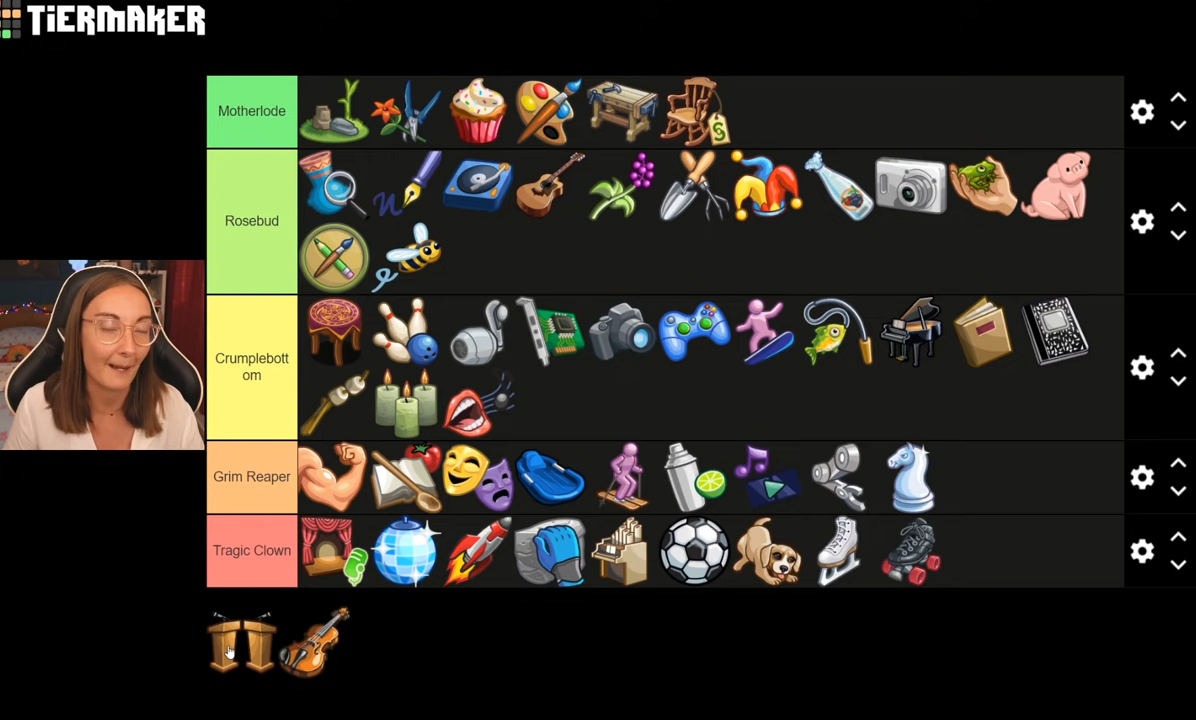 TiERMAKER
Motherlode
Rosebud
Crumplebott
om
Grim Reaper
Tragic Clown